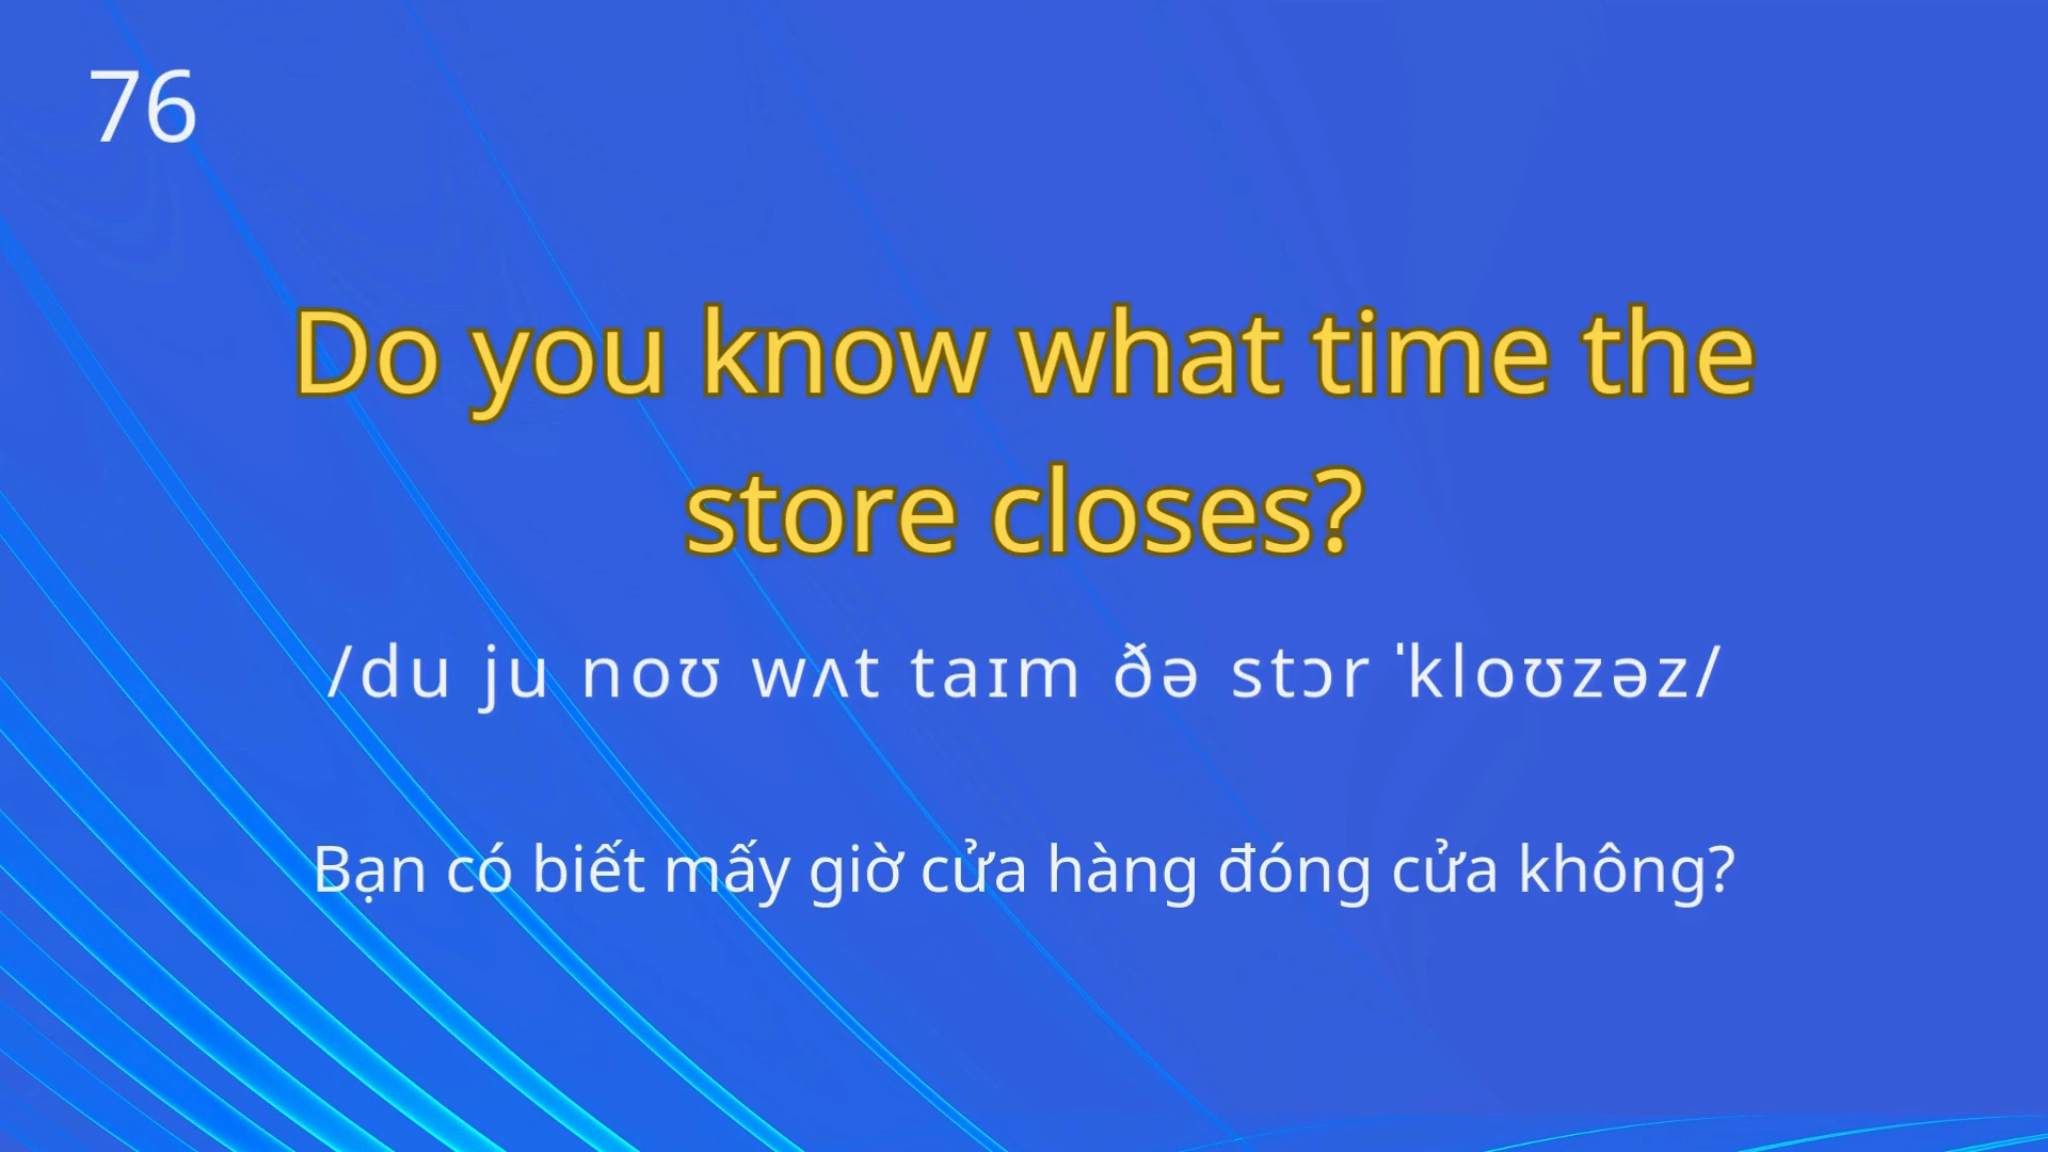 76
Do you know what time the
store closes?
/du ju noʊ wʌt taɪm ðə stɔr ˈkloʊzəz/
Bạn có biết mấy giờ cửa hàng đóng cửa không?